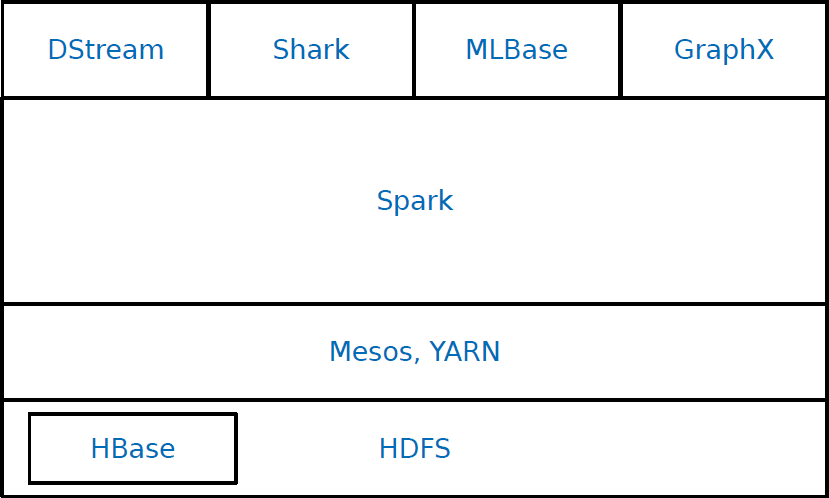 DStream
Shark
MLBase
GraphX
Spark
Mesos, YARN
HBase
HDFS